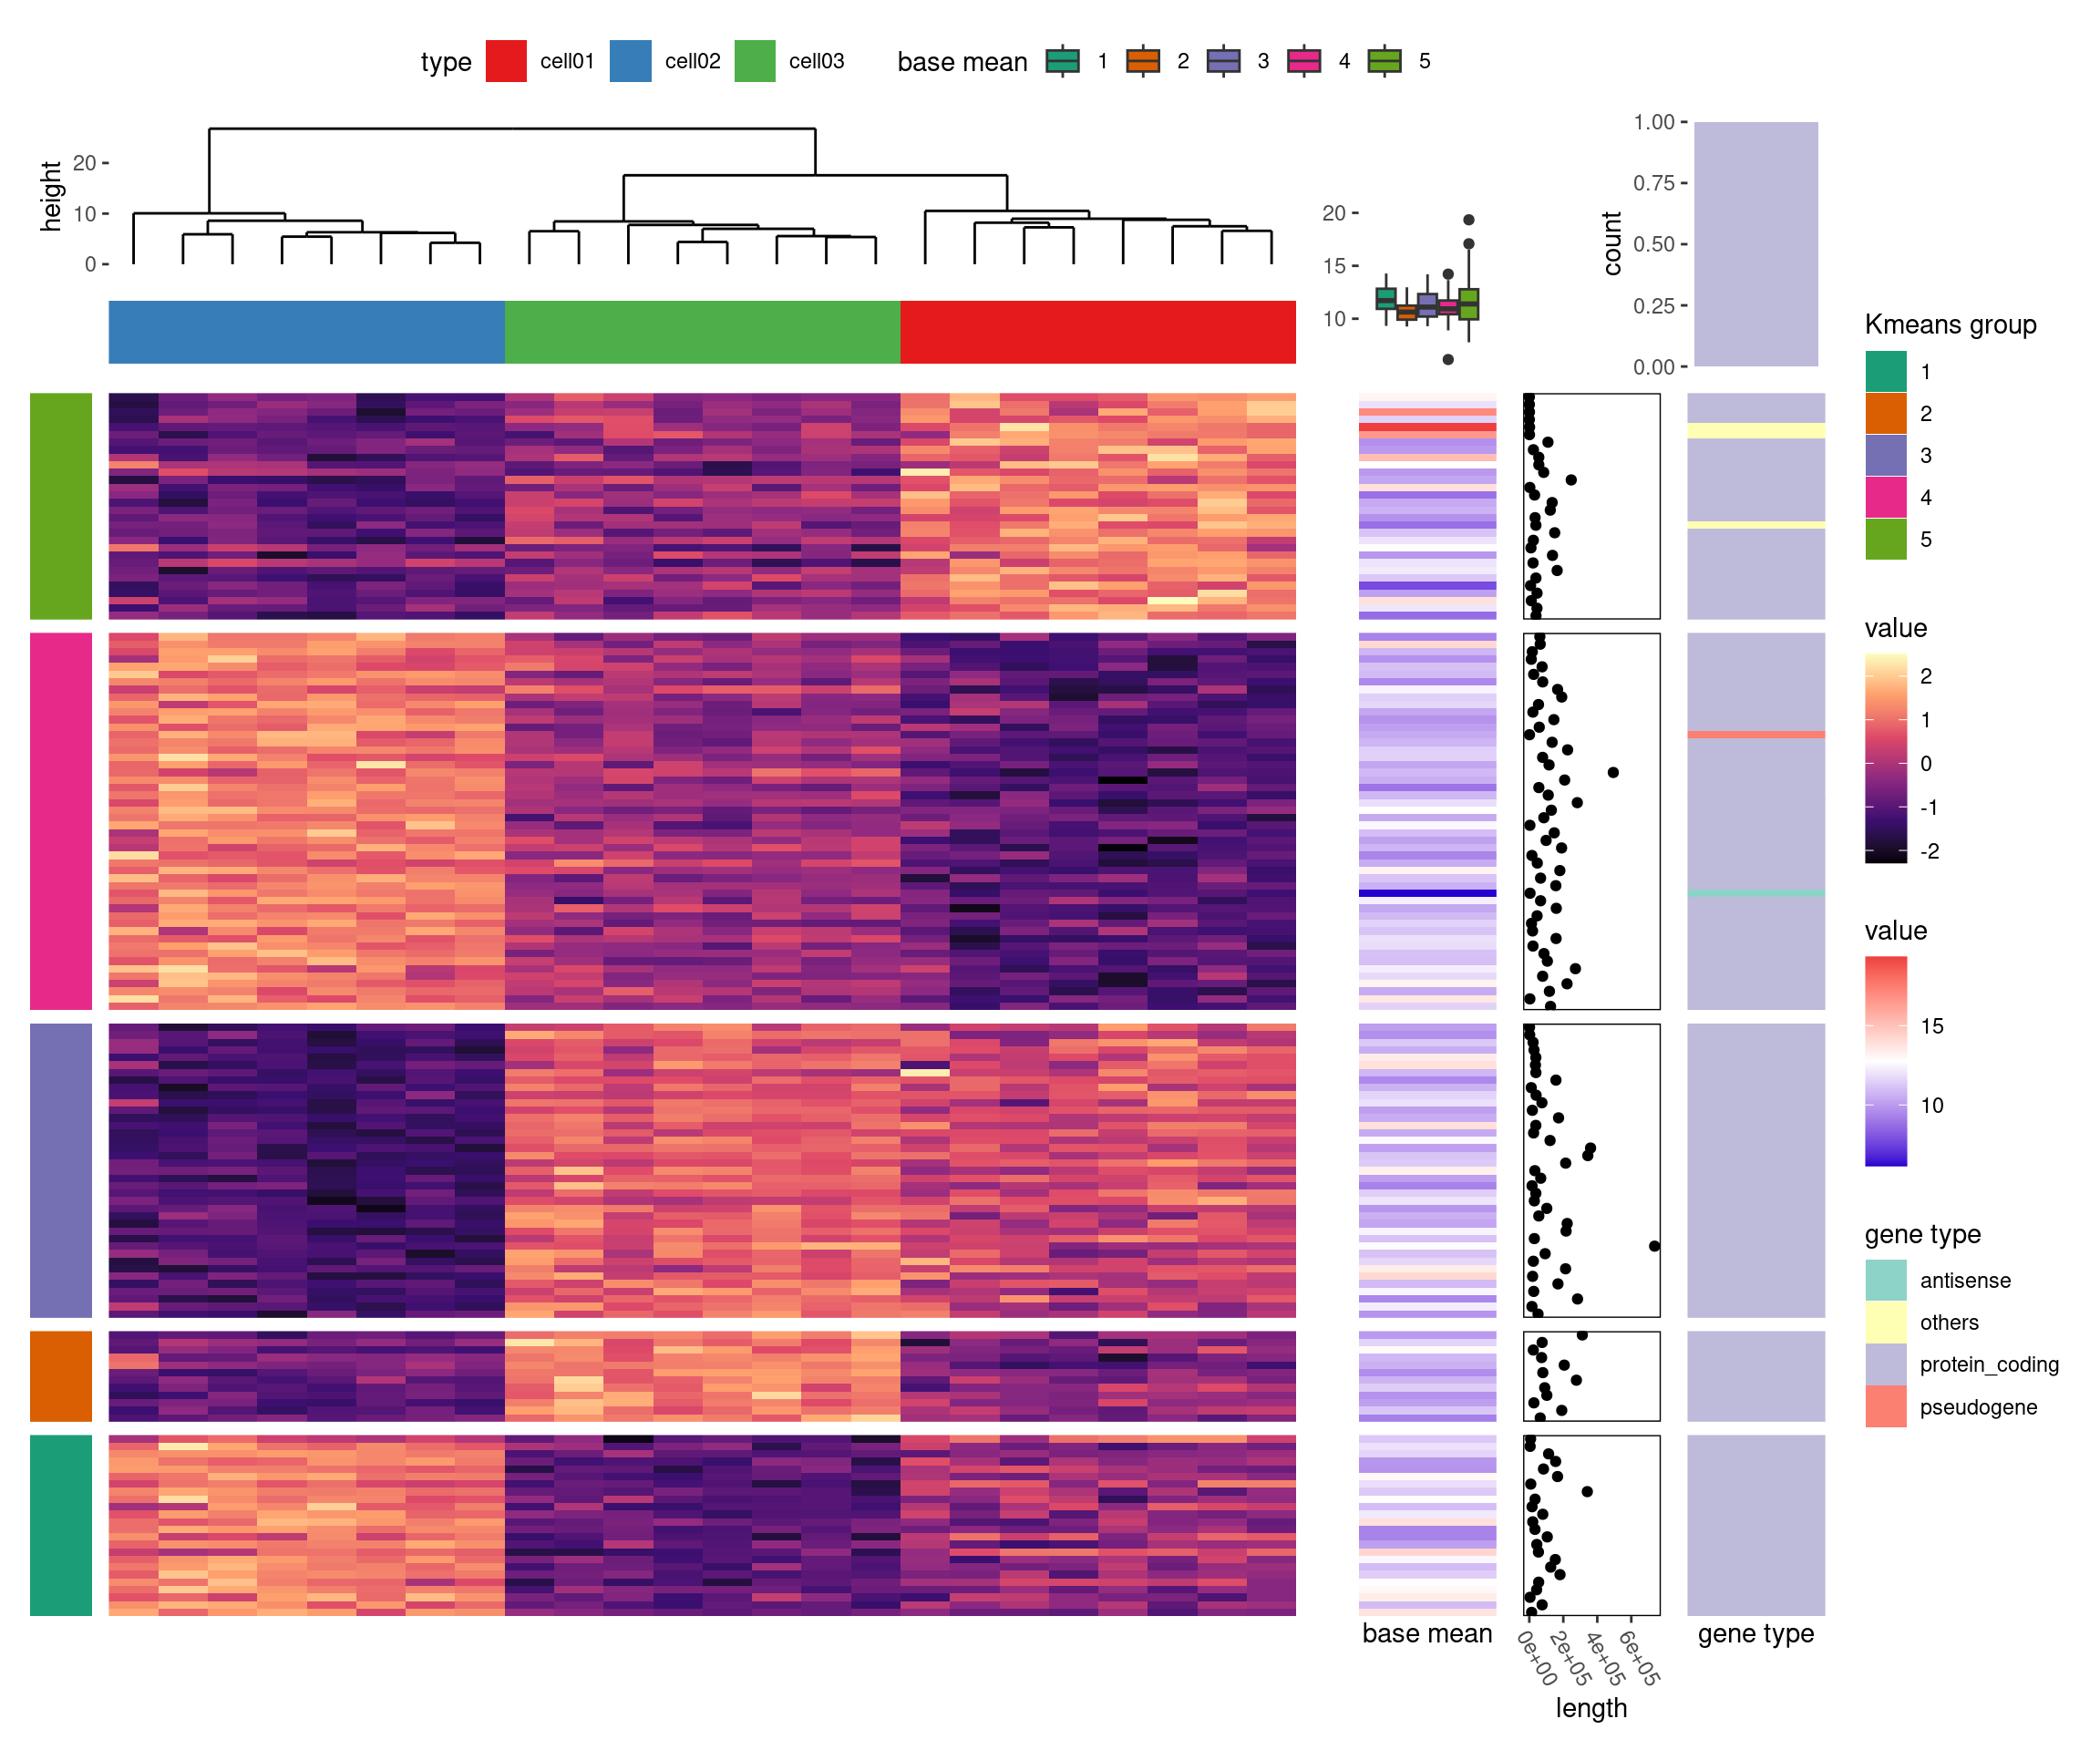 type cell01 cell02 cell03 base mean 1 2 3 4 5
height
20
10
0
20
15
10
count
1.00
0.75
0.50
0.25
0.00
Kmeans group
1
2
3
4
5
value
2
1
0
-1
-2
value
15
10
gene type
antisense
others
protein_coding
pseudogene
base mean
0e+00 2e+05 4e+05 6e+05
length
gene type